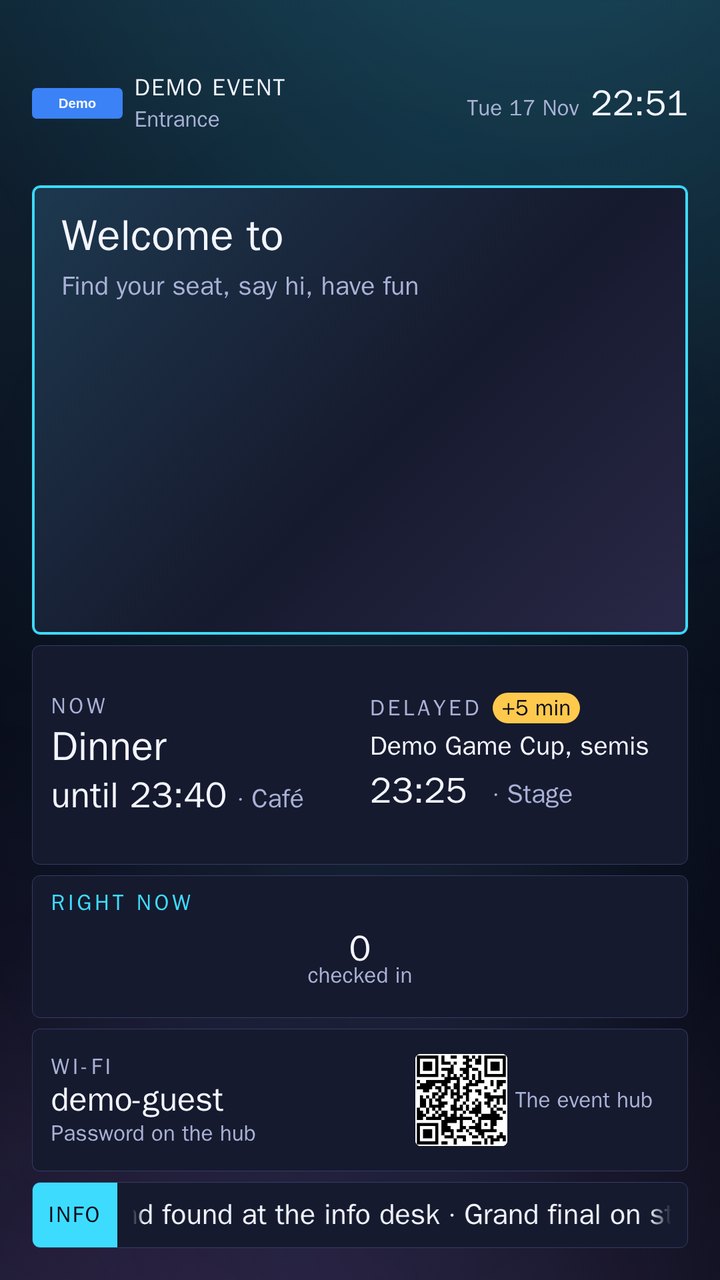 Demo
DEMO EVENT
Entrance
Tue 17 Nov 22:51
Welcome to
Find your seat, say hi, have fun
NOW
Dinner
until 23:40 · Café
DELAYED +5 min
Demo Game Cup, semis
23:25 · Stage
RIGHT NOW
0
checked in
WI-FI
demo-guest
Password on the hub
The event hub
INFO
found at the info desk · Grand final on